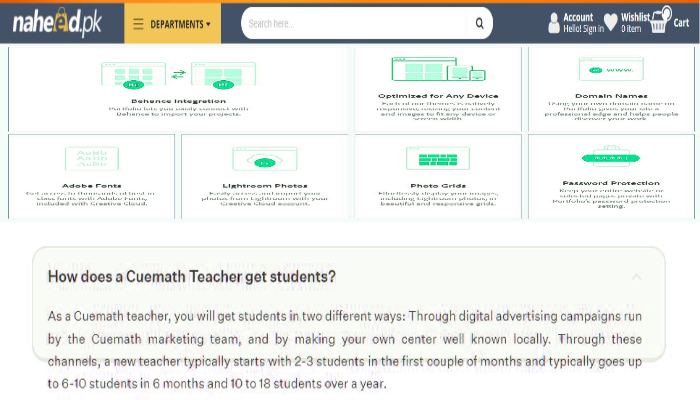 naheed.pk
DEPARTMENTS
Search here...
Account
Hello! Sign in
Wishlist
0 item
0
Cart
Behence Integration
Portfolio lets you easily connect with
Behence to import your projects.
Optimized for Any Device
Each of our themes is natively
responsive, moving your content
and images to fit any device or
screen width.
www.
Domain Names
Using your own domain name on
Portfolio gives your site a
professional edge and helps people
discover your work.
AaBb
Adobe Fonts
Get access to thousands of best-in
class fonts with Adobe Fonts,
included with Creative Cloud.
Lightroom Photos
Easily access and import your
photos from Lightroom with your
Creative Cloud account.
Photo Grids
Effortlessly display your images,
including Lightroom photos, in
beautiful and responsive grids.
Password Protection
Keep your entire website or
selected pages private with
Portfolio's password protection
setting.
How does a Cuemath Teacher get students?
As a Cuemath teacher, you will get students in two different ways: Through digital advertising campaigns run
by the Cuemath marketing team, and by making your own center well known locally. Through these
channels, a new teacher typically starts with 2-3 students in the first couple of months and typically goes up
to 6-10 students in 6 months and 10 to 18 students over a year.